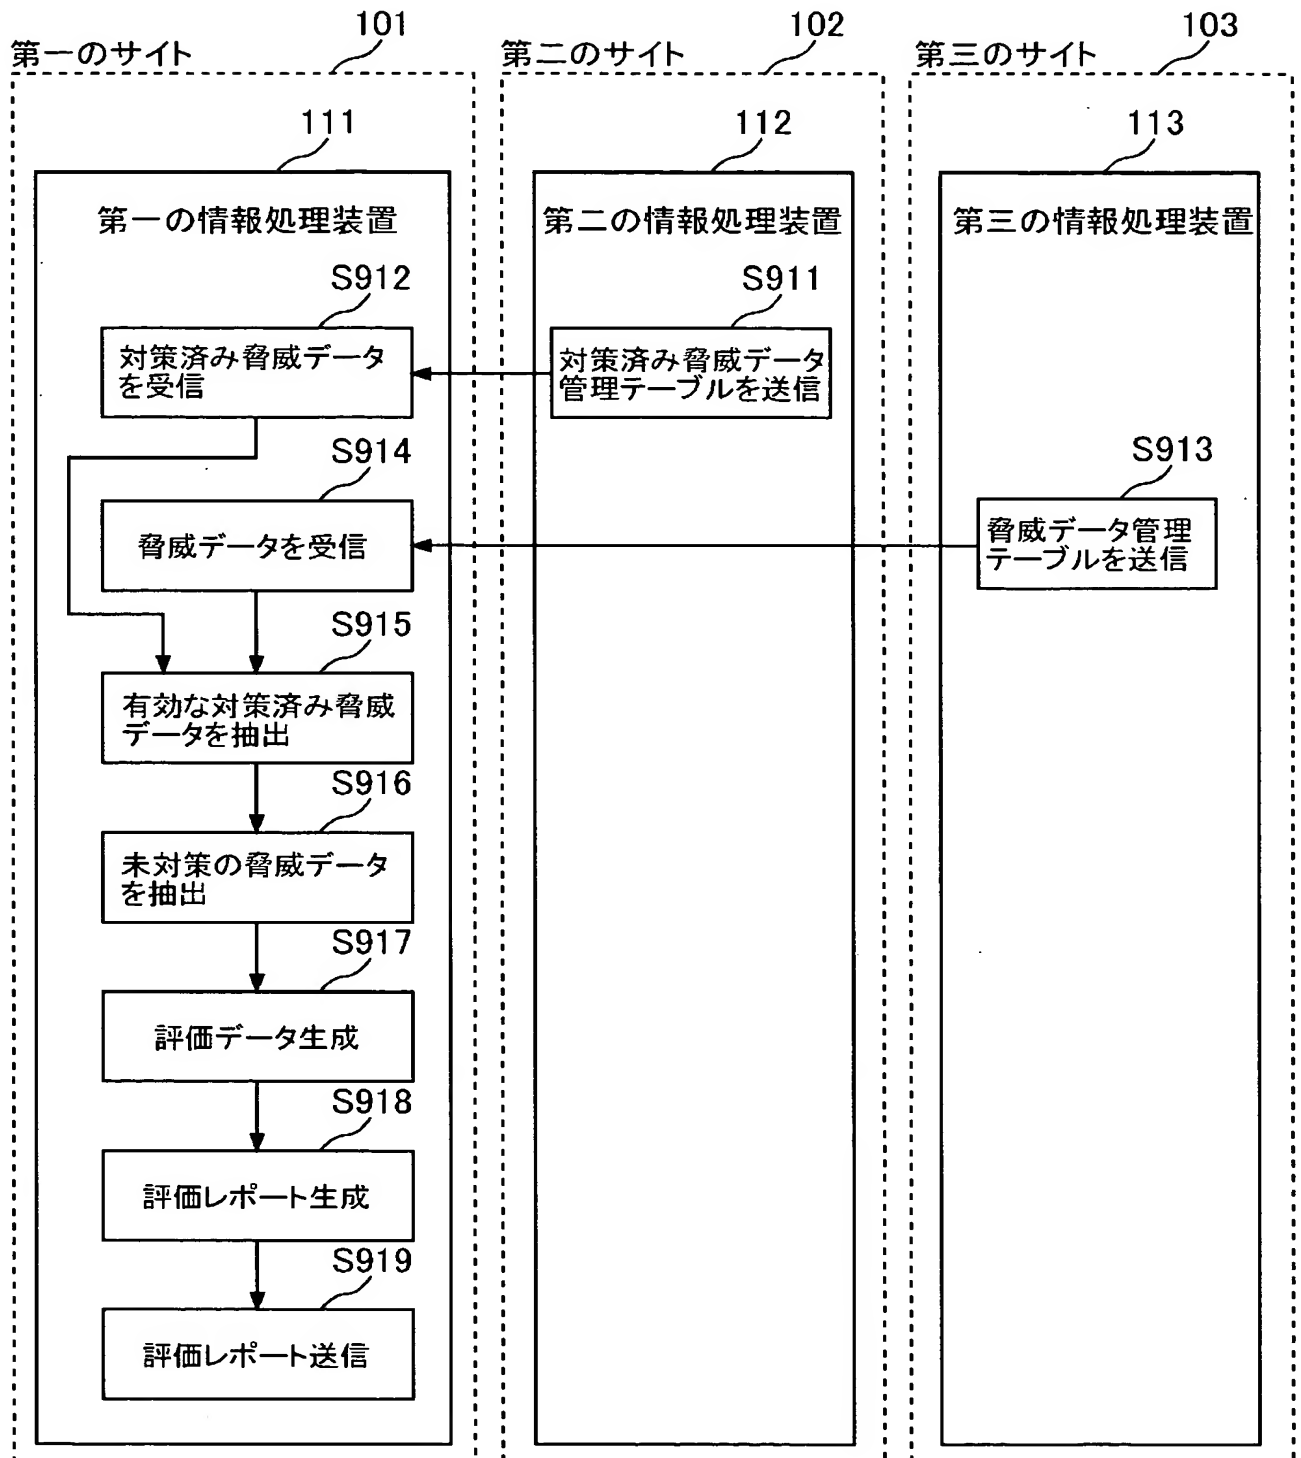 101
第一のサイト
102
第二のサイト
103
第三のサイト
111
第一の情報処理装置
112
第二の情報処理装置
113
第三の情報処理装置
S912
対策済み脅威データ
を受信
S911
対策済み脅威データ
管理テーブルを送信
S914
脅威データを受信
S913
脅威データ管理
テーブルを送信
S915
有効な対策済み脅威
データを抽出
S916
未対策の脅威データ
を抽出
S917
評価データ生成
S918
評価レポート生成
S919
評価レポート送信